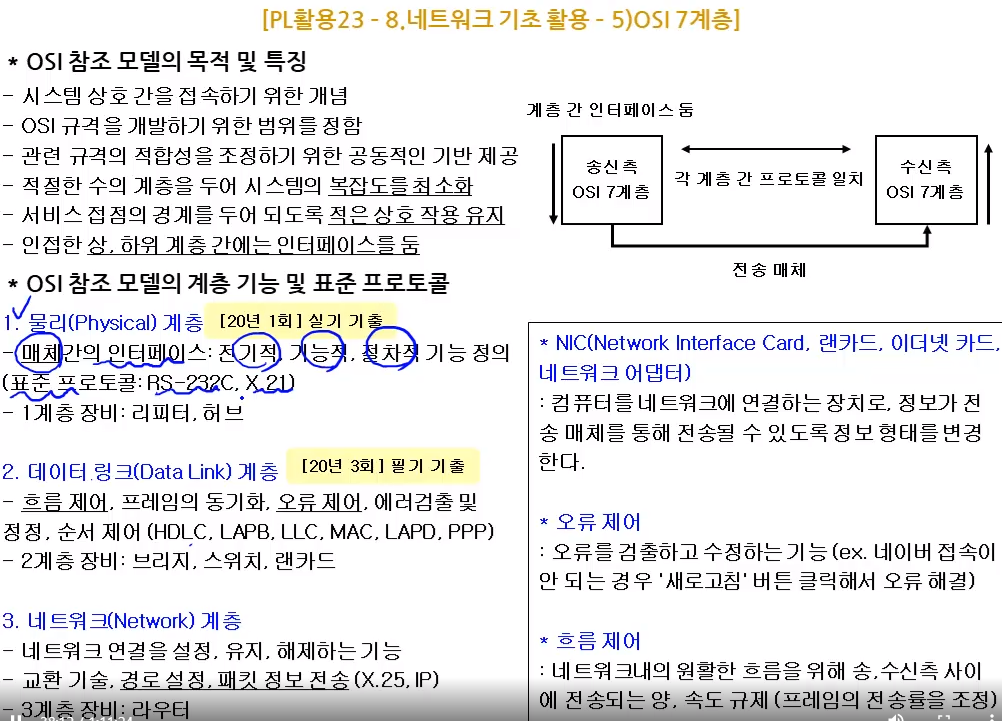 [PL활용23 - 8.네트워크 기초 활용 - 5)OSI 7계층]
* OSI 참조 모델의 목적 및 특징
- 시스템 상호 간을 접속하기 위한 개념
- OSI 규격을 개발하기 위한 범위를 정함
- 관련 규격의 적합성을 조정하기 위한 공동적인 기반 제공
- 적절한 수의 계층을 두어 시스템의 복잡도를 최소화
- 서비스 접점의 경계를 두어 되도록 적은 상호 작용 유지
- 인접한 상, 하위 계층 간에는 인터페이스를 둠
계층 간 인터페이스 둠
송신 측
OSI 7계층
각 계층 간 프로토콜 일치
수신측
OSI 7계층
전송 매체
* OSI 참조 모델의 계층 기능 및 표준 프로토콜
1. 물리(Physical) 계층 [20년 1회] 실기 기출
- 매체간의 인터페이스: 전기적, 기능적, 절차적 기능 정의
(표준 프로토콜: RS-232C, X.21)
- 1계층 장비: 리피터, 허브
2. 데이터 링크(Data Link) 계층 [20년 3회] 필기 기출
- 흐름 제어, 프레임의 동기화, 오류 제어, 에러검출 및
정정, 순서 제어 (HDLC, LAPB, LLC, MAC, LAPD, PPP)
- 2계층 장비: 브리지, 스위치, 랜카드
3. 네트워크(Network) 계층
- 네트워크 연결을 설정, 유지, 해제하는 기능
- 교환 기술, 경로 설정, 패킷 정보 전송 (X.25, IP)
- 3계층 장비: 라우터
* NIC(Network Interface Card, 랜카드, 이더넷 카드,
네트워크 어댑터)
: 컴퓨터를 네트워크에 연결하는 장치로, 정보가 전
송 매체를 통해 전송될 수 있도록 정보 형태를 변경
한다.
* 오류 제어
: 오류를 검출하고 수정하는 기능 (ex. 네이버 접속이
안 되는 경우 '새로고침' 버튼 클릭해서 오류 해결)
* 흐름 제어
: 네트워크내의 원활한 흐름을 위해 송,수신측 사이
에 전송되는 양, 속도 규제 (프레임의 전송률을 조정)